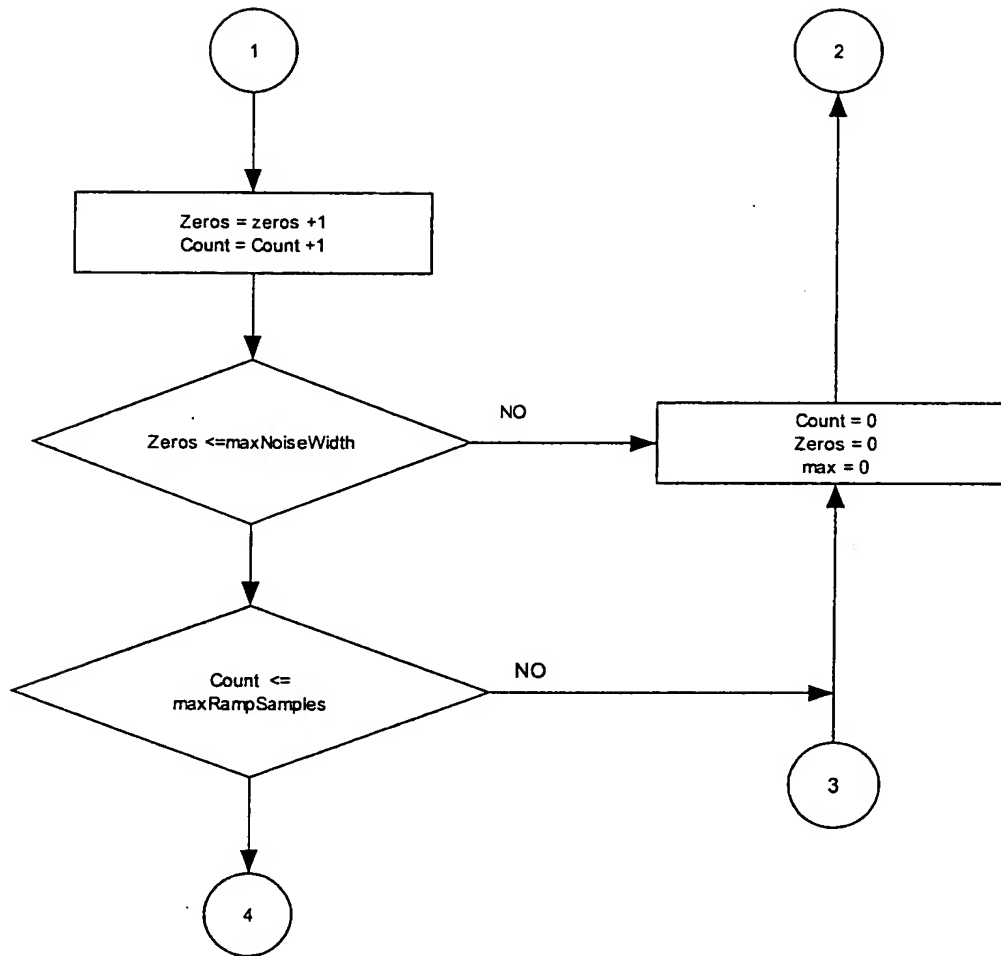 1
2
Zeros = zeros +1
Count = Count +1
Zeros <=maxNoiseWidth
NO
Count = 0
Zeros = 0
max = 0
Count <=
maxRampSamples
NO
3
4